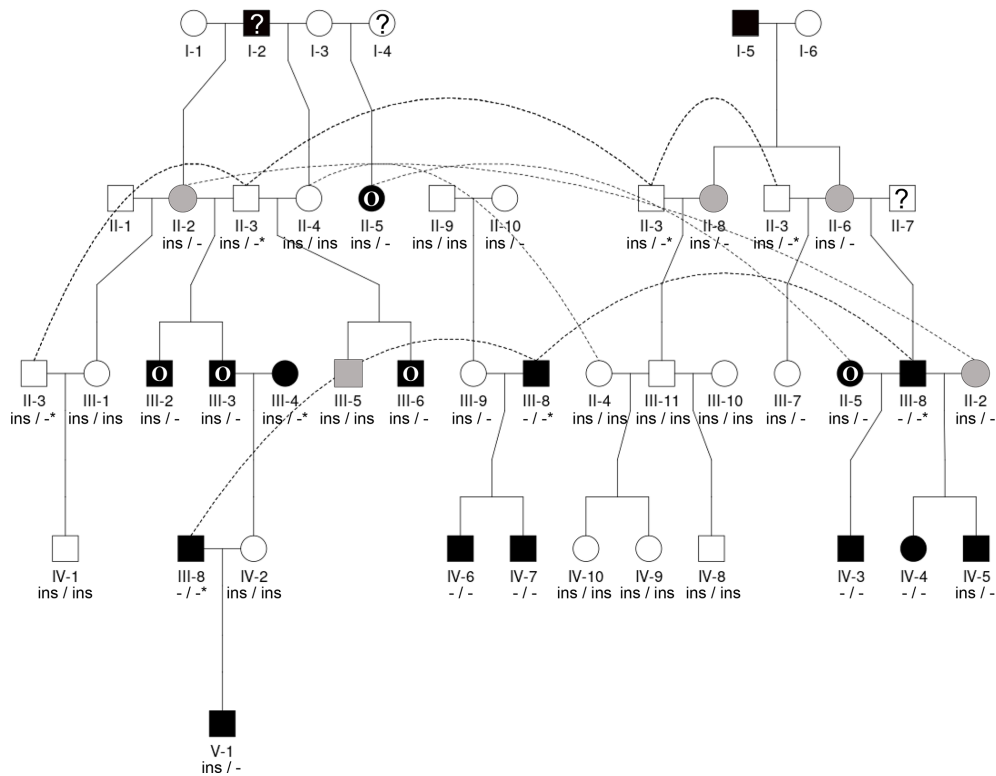 ? ?
I-1 I-2 I-3 I-4 I-5 I-6
O ?
II-1 II-2 II-3 II-4 II-5 II-9 II-10 II-3 II-8 II-3 II-6 II-7
ins / - ins / -* ins / ins ins / - ins / ins ins / - ins / -* ins / - ins / -* ins / -
O O O O
II-3 III-1 III-2 III-3 III-4 III-5 III-6 III-9 III-8 II-4 III-11 III-10 III-7 II-5 III-8 II-2
ins / -* ins / ins ins / - ins / - ins / -* ins / ins ins / - ins / - - / -* ins / ins ins / ins ins / ins ins / - ins / - - / -* ins / -
IV-1 III-8 IV-2 IV-6 IV-7 IV-10 IV-9 IV-8 IV-3 IV-4 IV-5
ins / ins - / -* ins / ins - / - - / - ins / ins ins / ins ins / ins - / - - / - ins / -
V-1
ins / -